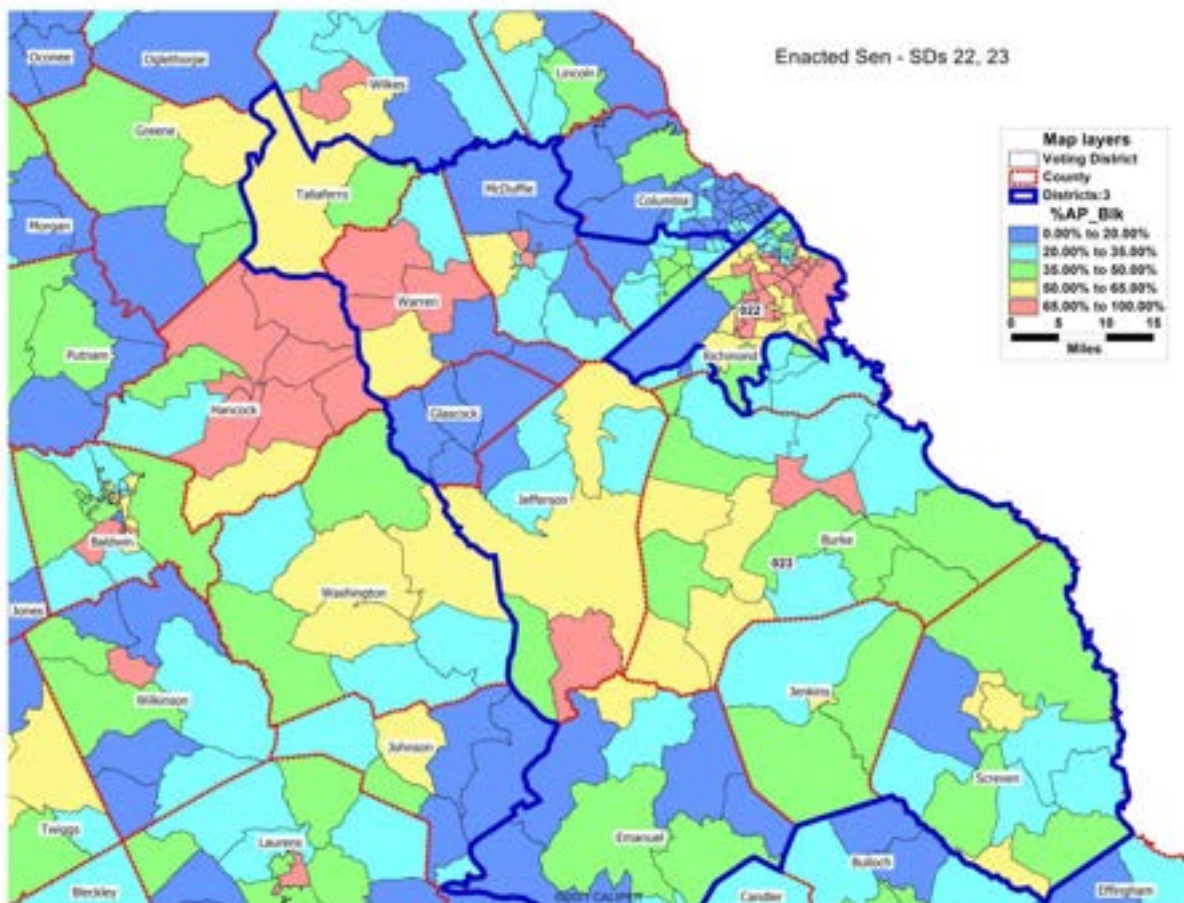 Enacted Sen - SDs 22, 23
Map layers
Voting District
County
Districts:3
%AP_Blk
0.00% to 20.00%
20.00% to 35.00%
35.00% to 50.00%
50.00% to 65.00%
65.00% to 100.00%
0 5 10 15
Miles
Oconee
Oglethorpe
Wilkes
Lincoln
Greene
Taliaferro
McDuffie
Columbia
Morgan
Warren
022
Putnam
Richmond
Hancock
Glascock
Jefferson
Baldwin
Burke
023
Washington
Jones
Wilkinson
Jenkins
Johnson
Screven
Twiggs
Laurens
Emanuel
Bulloch
Bleckley
Candler
Effingham